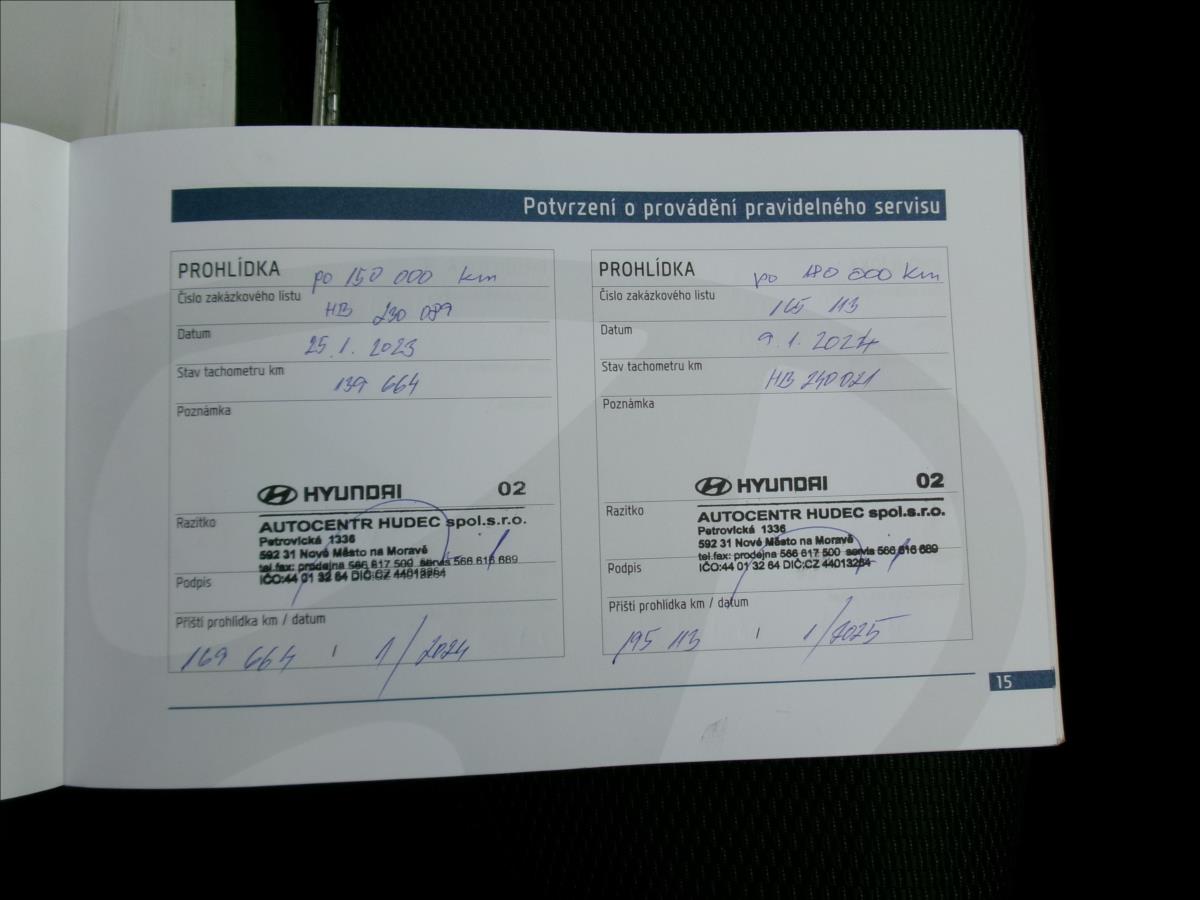 Potvrzení o provádění pravidelného servisu
PROHLÍDKA po 150 000 km
Číslo zakázkového listu HB 230 089
Datum 25. 1. 2023
Stav tachometru km 139 664
Poznámka
HYUNDAI 02
Razítko
AUTOCENTR HUDEC spol.s.r.o.
Petrovická 1336
592 31 Nové Město na Moravě
tel.fax: prodejna 566 617 500 servis 566 616 689
IČO:44 01 32 64 DIČ:CZ 44013264
Podpis
Příští prohlídka km / datum
169 664 / 1/2024
PROHLÍDKA po 180 000 km
Číslo zakázkového listu 165 113
Datum 9. 1. 2024
Stav tachometru km HB 240 021
Poznámka
HYUNDAI 02
Razítko
AUTOCENTR HUDEC spol.s.r.o.
Petrovická 1336
592 31 Nové Město na Moravě
tel.fax: prodejna 566 617 500 servis 566 616 689
IČO:44 01 32 64 DIČ:CZ 44013264
Podpis
Příští prohlídka km / datum
195 113 / 1/2025
15